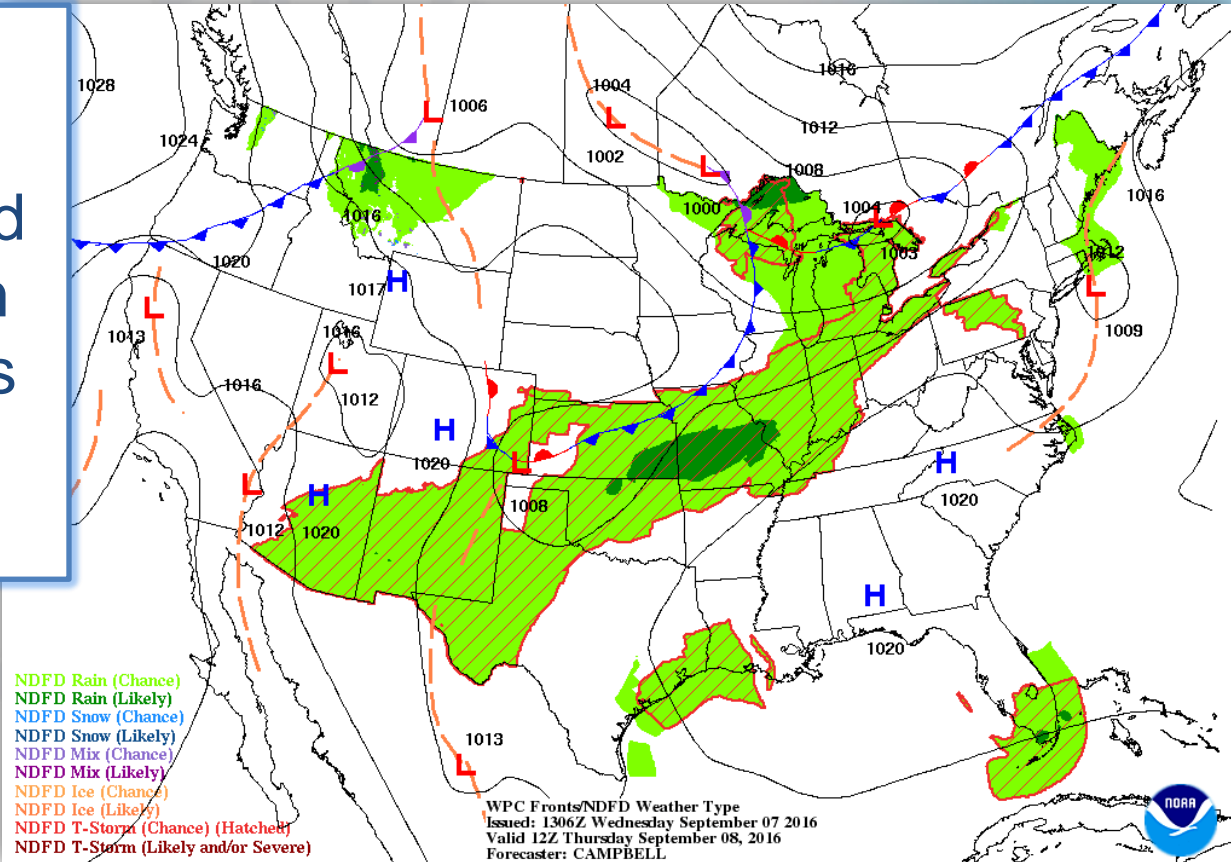 d
n
s
1028
1024
1006
1004
1002
1016
1012
1008
1016
1000
1004
1003
1016
1012
1020
1017
H
1009
1013
1016
1016
1012
H
1020
H
1020
1012
1008
H
1020
H
1020
1013
L
L
L
L
L
L
L
L
L
L
NDFD Rain (Chance)
NDFD Rain (Likely)
NDFD Snow (Chance)
NDFD Snow (Likely)
NDFD Mix (Chance)
NDFD Mix (Likely)
NDFD Ice (Chance)
NDFD Ice (Likely)
NDFD T-Storm (Chance) (Hatched)
NDFD T-Storm (Likely and/or Severe)
WPC Fronts/NDFD Weather Type
Issued: 1306Z Wednesday September 07 2016
Valid 12Z Thursday September 08, 2016
Forecaster: CAMPBELL
NOAA